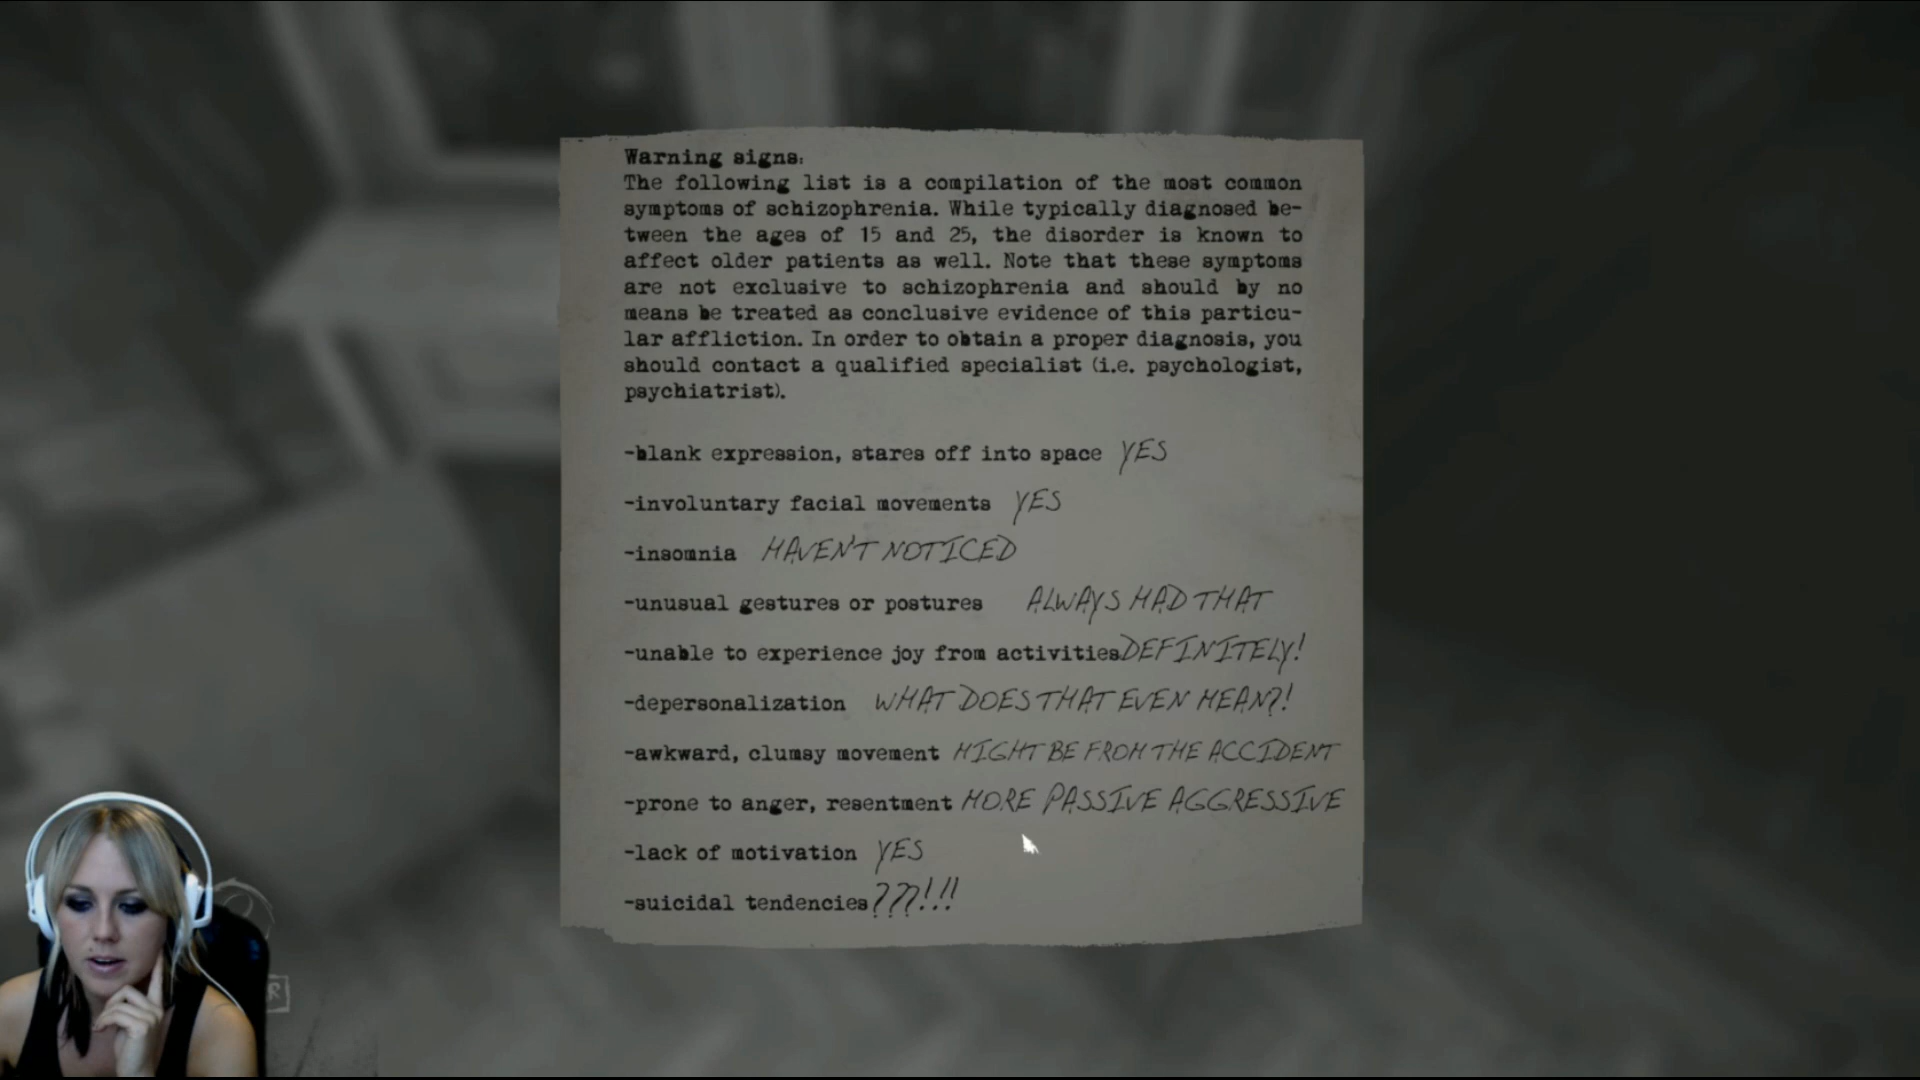 Warning signs:
The following list is a compilation of the most common
symptoms of schizophrenia. While typically diagnosed be-
tween the ages of 15 and 25, the disorder is known to
affect older patients as well. Note that these symptoms
are not exclusive to schizophrenia and should by no
means be treated as conclusive evidence of this particu-
lar affliction. In order to obtain a proper diagnosis, you
should contact a qualified specialist (i.e. psychologist,
psychiatrist).
-blank expression, stares off into space YES
-involuntary facial movements YES
-insomnia HAVEN'T NOTICED
-unusual gestures or postures ALWAYS HAD THAT
-unable to experience joy from activities DEFINITELY!
-depersonalization WHAT DOES THAT EVEN MEAN?!
-awkward, clumsy movement MIGHT BE FROM THE ACCIDENT
-prone to anger, resentment MORE PASSIVE AGGRESSIVE
-lack of motivation YES
-suicidal tendencies ???!!!